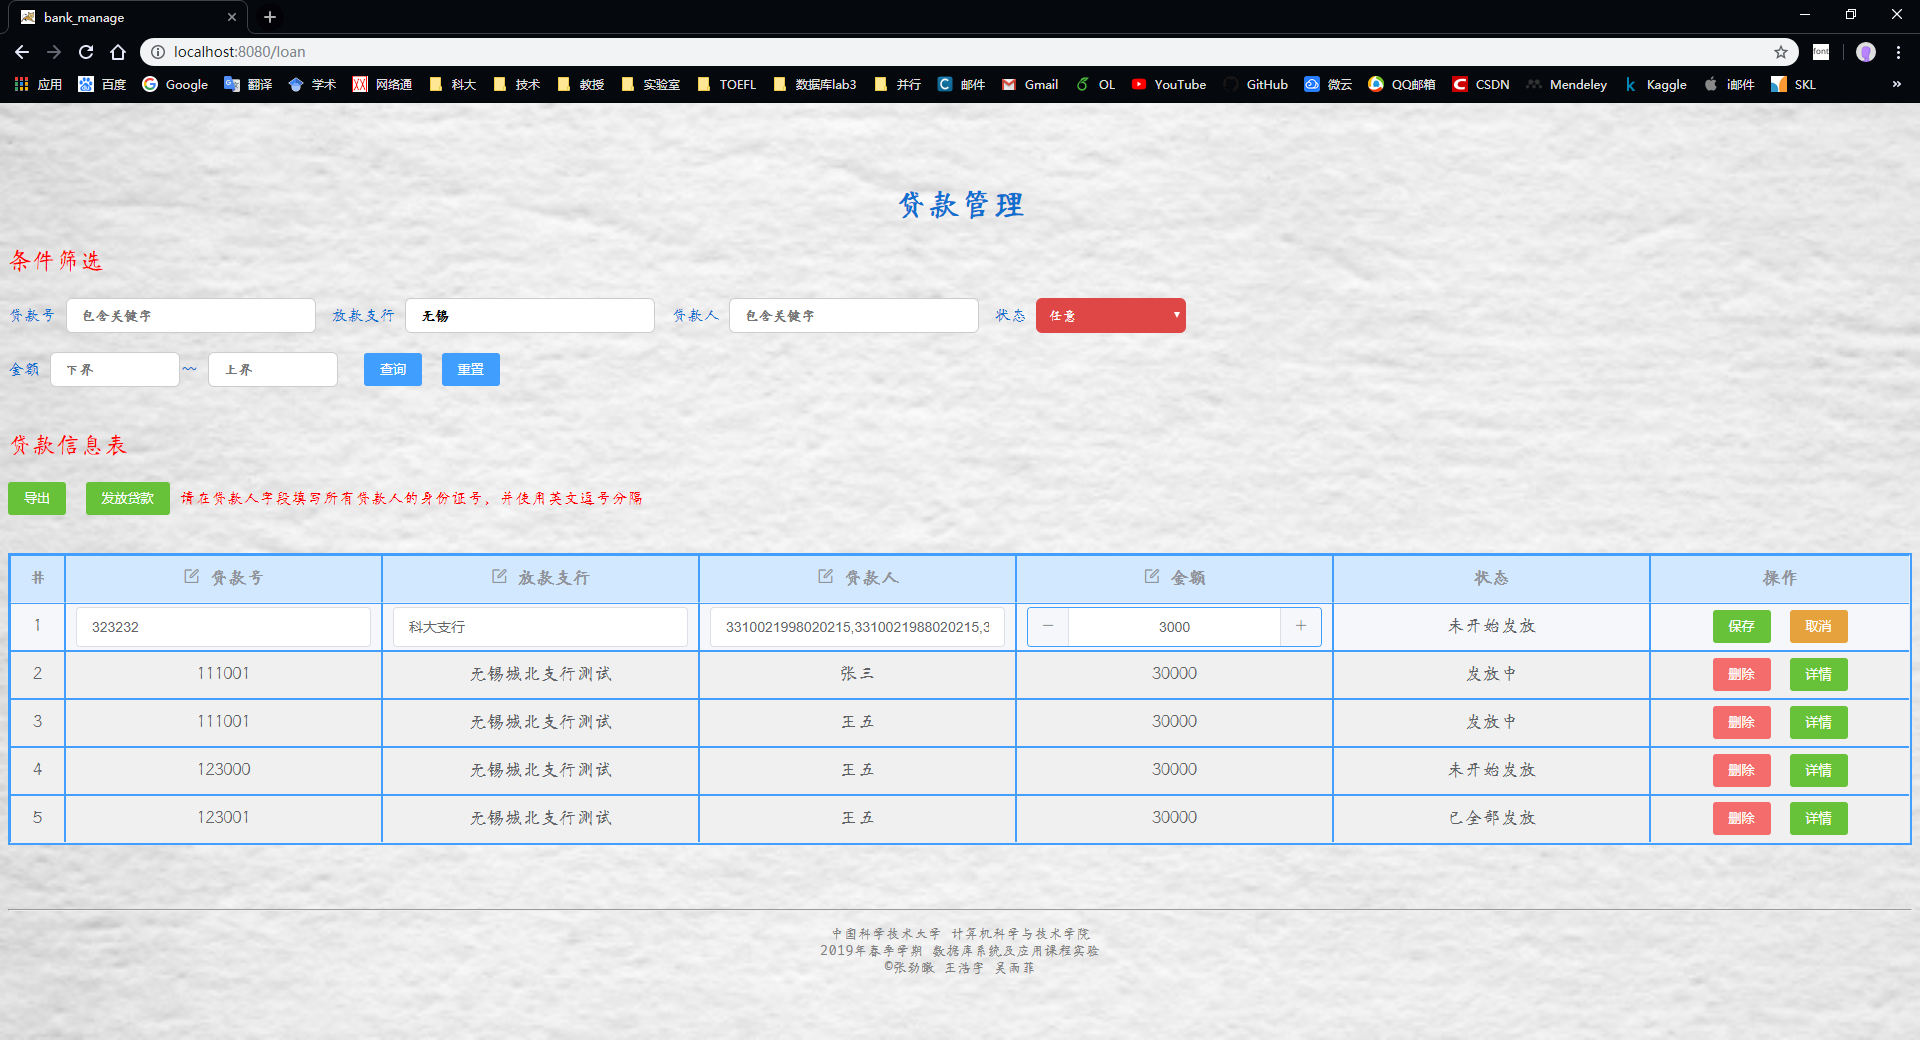 bank_manage
localhost:8080/loan
font
应用 百度 Google 翻译 学术 网络通 科大 技术 教授 实验室 TOEFL 数据库lab3 并行 邮件 Gmail OL YouTube GitHub 微云 QQ邮箱 CSDN Mendeley Kaggle i邮件 SKL »
贷款管理
条件筛选
贷款号 包含关键字 放款支行 无锡 贷款人 包含关键字 状态 任意
金额 下界 ~ 上界 查询 重置
贷款信息表
导出 发放贷款 请在贷款人字段填写所有贷款人的身份证号，并使用英文逗号分隔
# 贷款号 放款支行 贷款人 金额 状态 操作
1 323232 科大支行 3310021998020215,3310021988020215,3 − 3000 + 未开始发放 保存 取消
2 111001 无锡城北支行测试 张三 30000 发放中 删除 详情
3 111001 无锡城北支行测试 王五 30000 发放中 删除 详情
4 123000 无锡城北支行测试 王五 30000 未开始发放 删除 详情
5 123001 无锡城北支行测试 王五 30000 已全部发放 删除 详情
中国科学技术大学 计算机科学与技术学院
2019年春季学期 数据库系统及应用课程实验
©张劲暾 王浩宇 吴雨菲